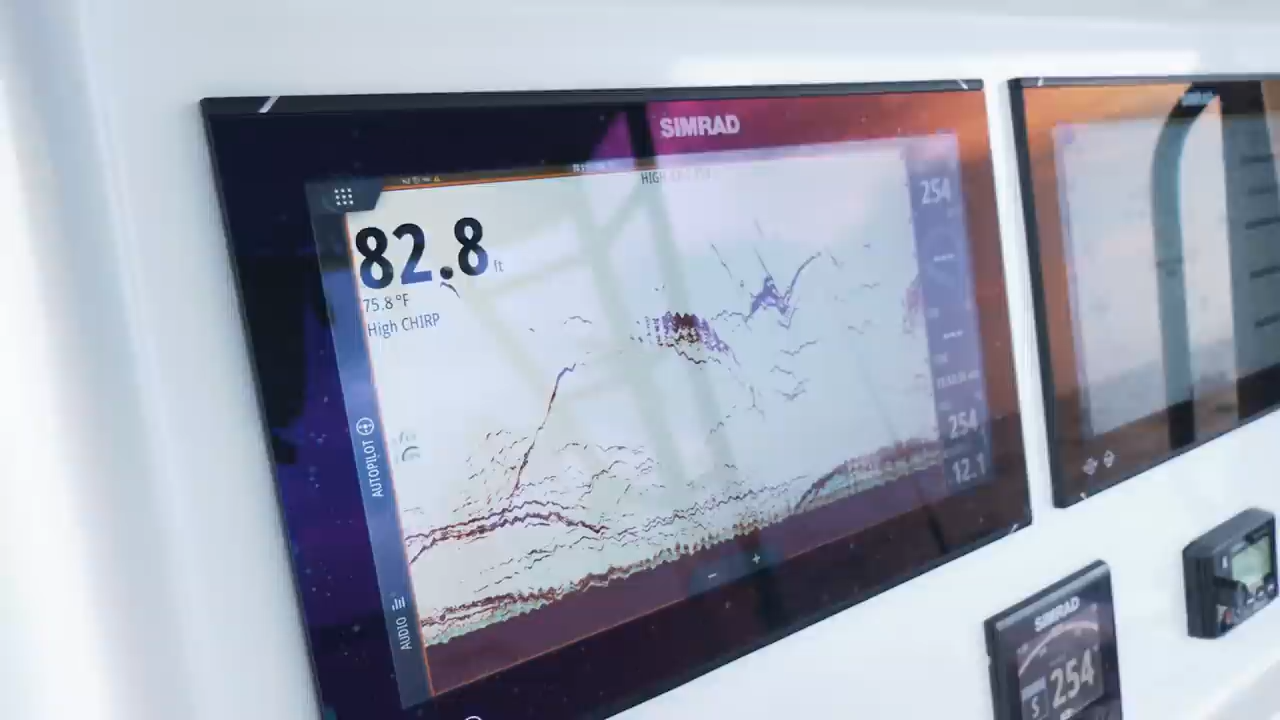 SIMRAD
254
82.8 ft
75.8°F
High CHIRP
AUTOPILOT
AUDIO
254
12.1
SIMRAD
254
S